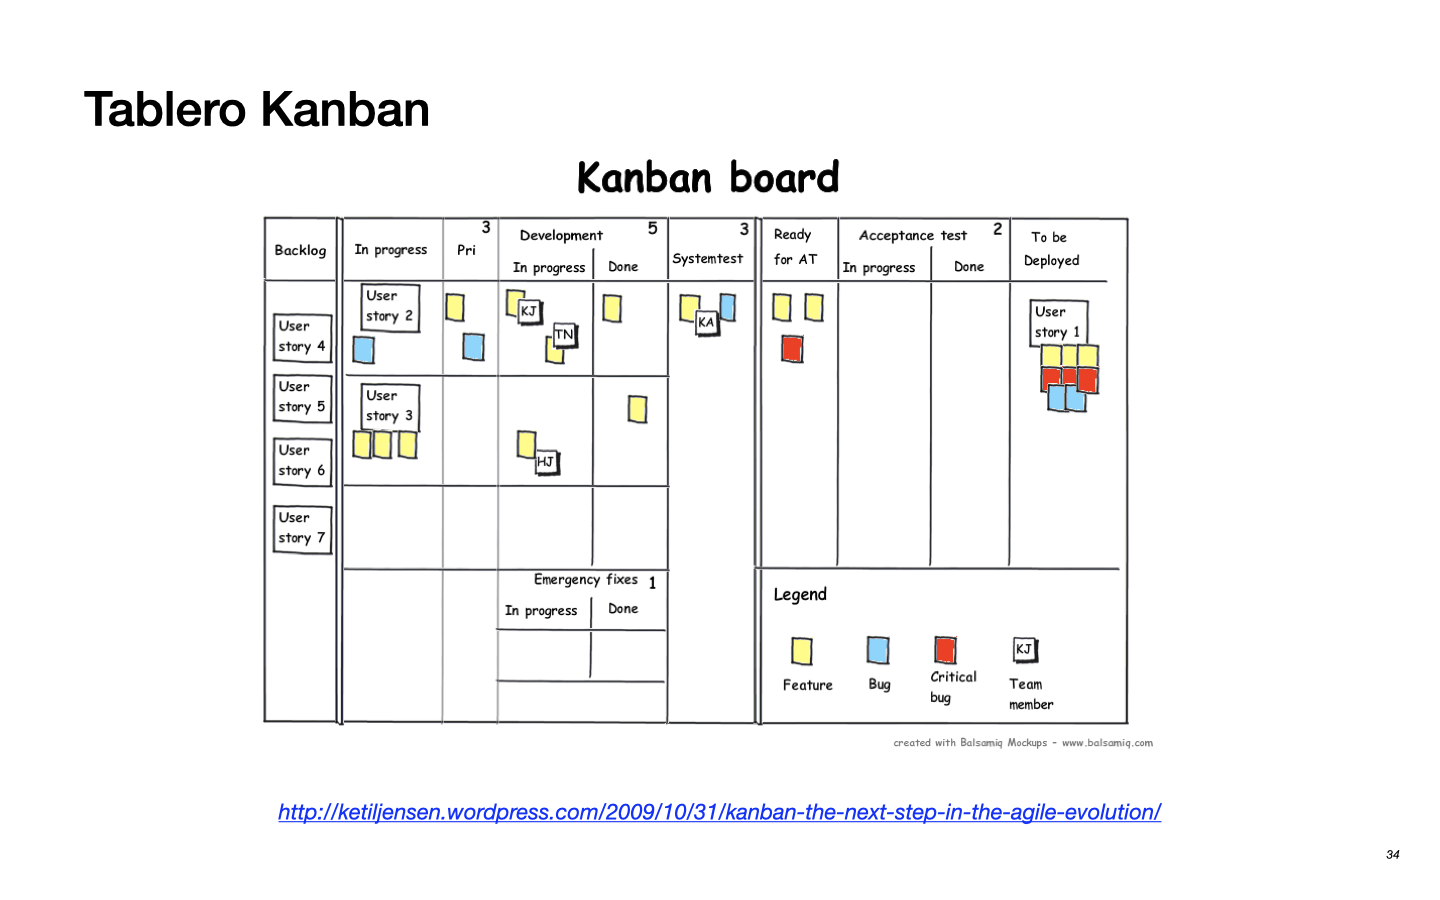 Tablero Kanban
Kanban board
Backlog
In progress
3
Pri
Development 5
In progress
Done
3
Systemtest
Ready
for AT
Acceptance test 2
In progress
Done
To be
Deployed
User
story 4
User
story 5
User
story 6
User
story 7
User
story 2
User
story 3
KJ
TN
HJ
KA
User
story 1
Emergency fixes 1
In progress
Done
Legend
Feature
Bug
Critical
bug
KJ
Team
member
created with Balsamiq Mockups - www.balsamiq.com
http://ketiljensen.wordpress.com/2009/10/31/kanban-the-next-step-in-the-agile-evolution/
34